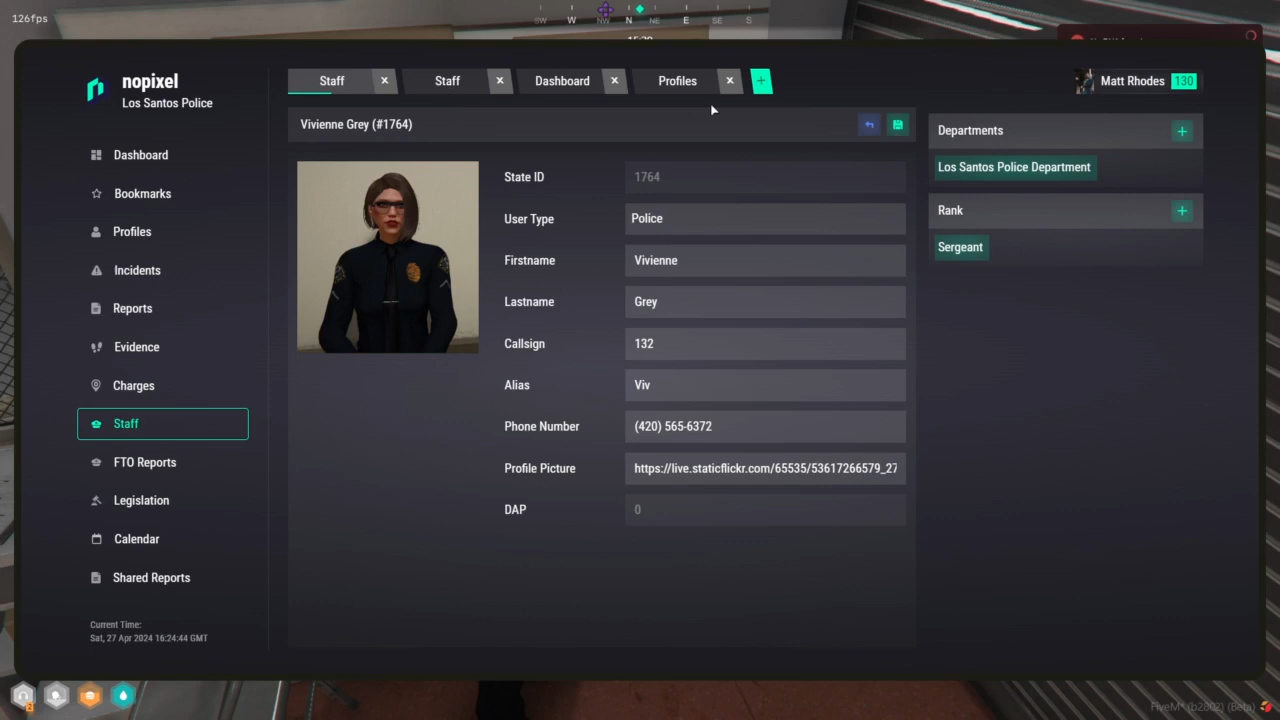 126fps
SW W NW N NE E SE S
nopixel
Los Santos Police
Staff
Staff
Dashboard
Profiles
Matt Rhodes 130
Dashboard
Bookmarks
Profiles
Incidents
Reports
Evidence
Charges
Staff
FTO Reports
Legislation
Calendar
Shared Reports
Current Time:
Sat, 27 Apr 2024 16:24:44 GMT
Vivienne Grey (#1764)
State ID 1764
User Type Police
Firstname Vivienne
Lastname Grey
Callsign 132
Alias Viv
Phone Number (420) 565-6372
Profile Picture https://live.staticflickr.com/65535/53617266579_27
DAP 0
Departments
Los Santos Police Department
Rank
Sergeant
2
FiveM* (b2802) (Beta)